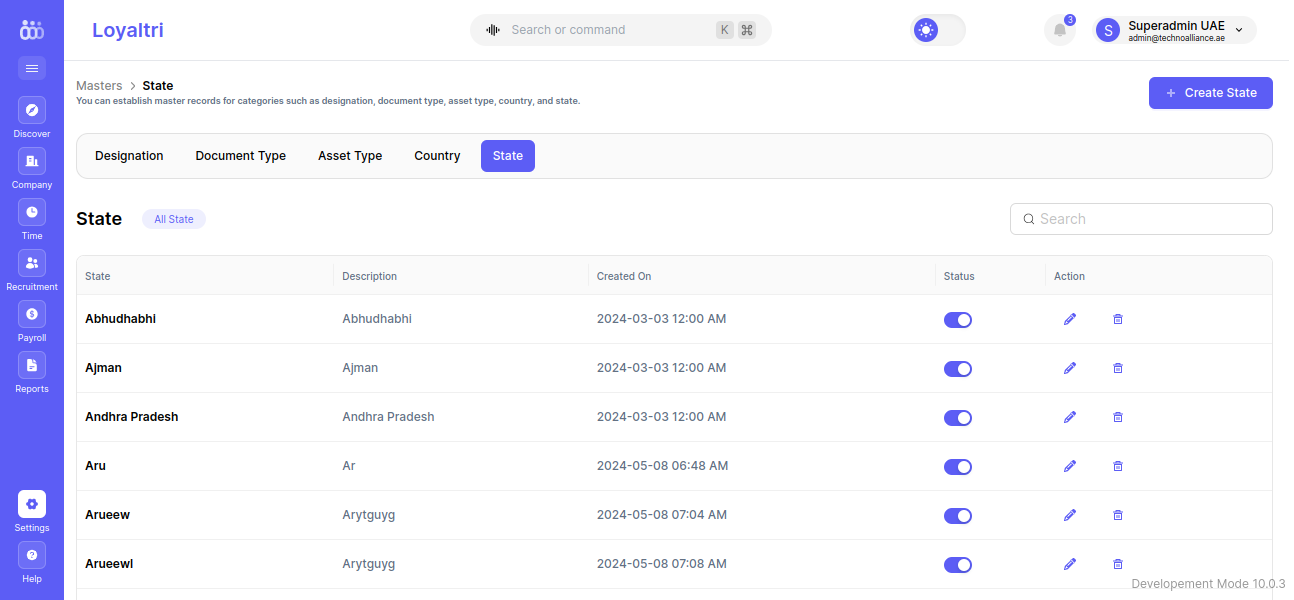 Loyaltri
Search or command K ⌘
3
S
Superadmin UAE
admin@technoalliance.ae
Discover
Company
Time
Recruitment
Payroll
Reports
Settings
Help
Masters > State
You can establish master records for categories such as designation, document type, asset type, country, and state.
+ Create State
Designation Document Type Asset Type Country State
State All State
Search
State Description Created On Status Action
Abhudhabhi Abhudhabhi 2024-03-03 12:00 AM
Ajman Ajman 2024-03-03 12:00 AM
Andhra Pradesh Andhra Pradesh 2024-03-03 12:00 AM
Aru Ar 2024-05-08 06:48 AM
Arueew Arytguyg 2024-05-08 07:04 AM
Arueewl Arytguyg 2024-05-08 07:08 AM
Developement Mode 10.0.3